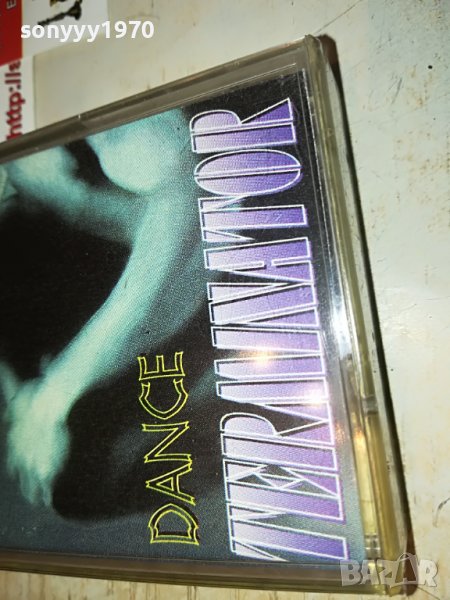 sonyyy1970
http://
DANCE
TERMINATOR
BAZAR